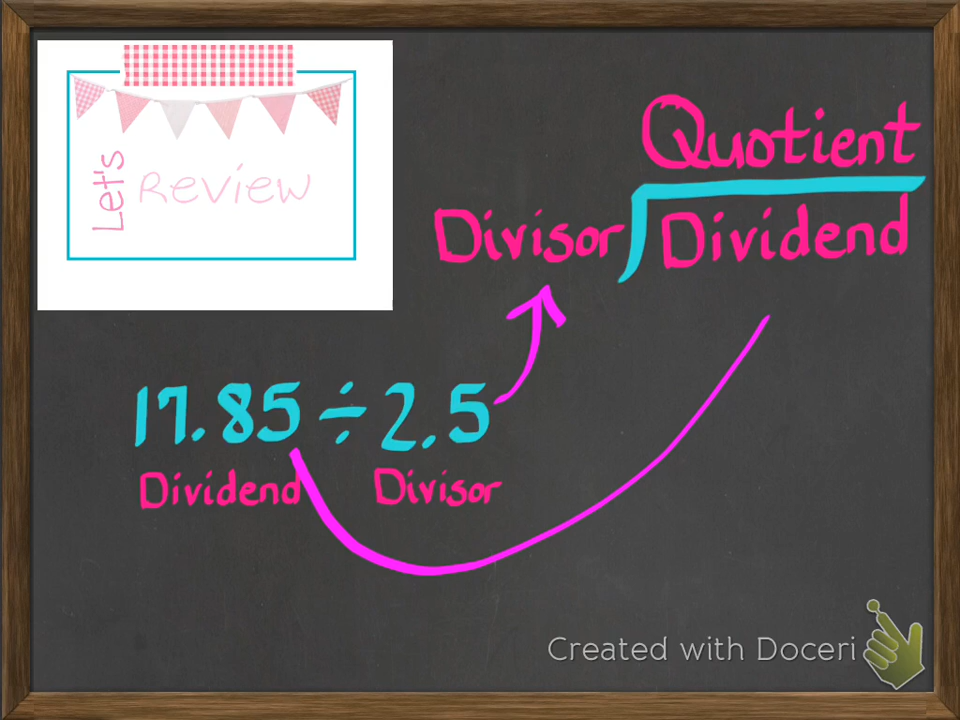 Let's
Review
Quotient
Divisor Dividend
17.85 ÷ 2.5
Dividend Divisor
Created with Doceri